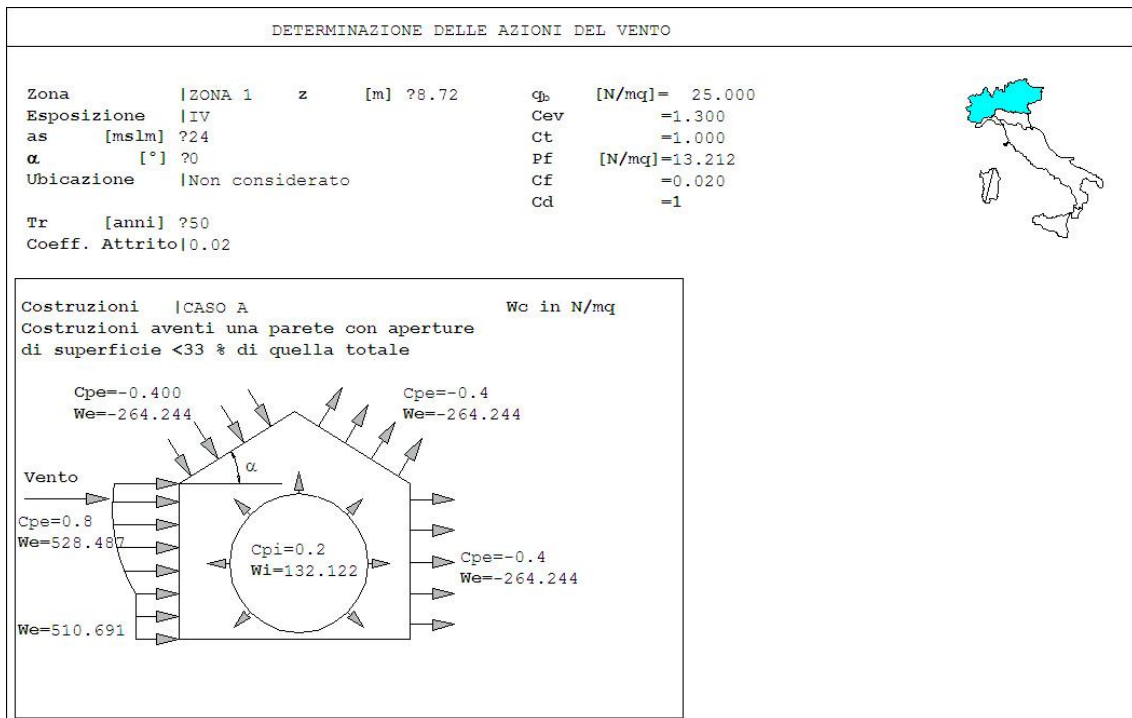 DETERMINAZIONE DELLE AZIONI DEL VENTO
Zona |ZONA 1 z [m] ?8.72 qb [N/mq]= 25.000
Esposizione |IV Cev =1.300
as [mslm] ?24 Ct =1.000
α [°] ?0 Pf [N/mq]=13.212
Ubicazione |Non considerato Cf =0.020
Cd =1
Tr [anni] ?50
Coeff. Attrito|0.02
Costruzioni |CASO A Wc in N/mq
Costruzioni aventi una parete con aperture
di superficie <33 % di quella totale
Cpe=-0.400 Cpe=-0.4
We=-264.244 We=-264.244
α
Vento
Cpe=0.8
We=528.487
Cpi=0.2
Wi=132.122
Cpe=-0.4
We=-264.244
We=510.691